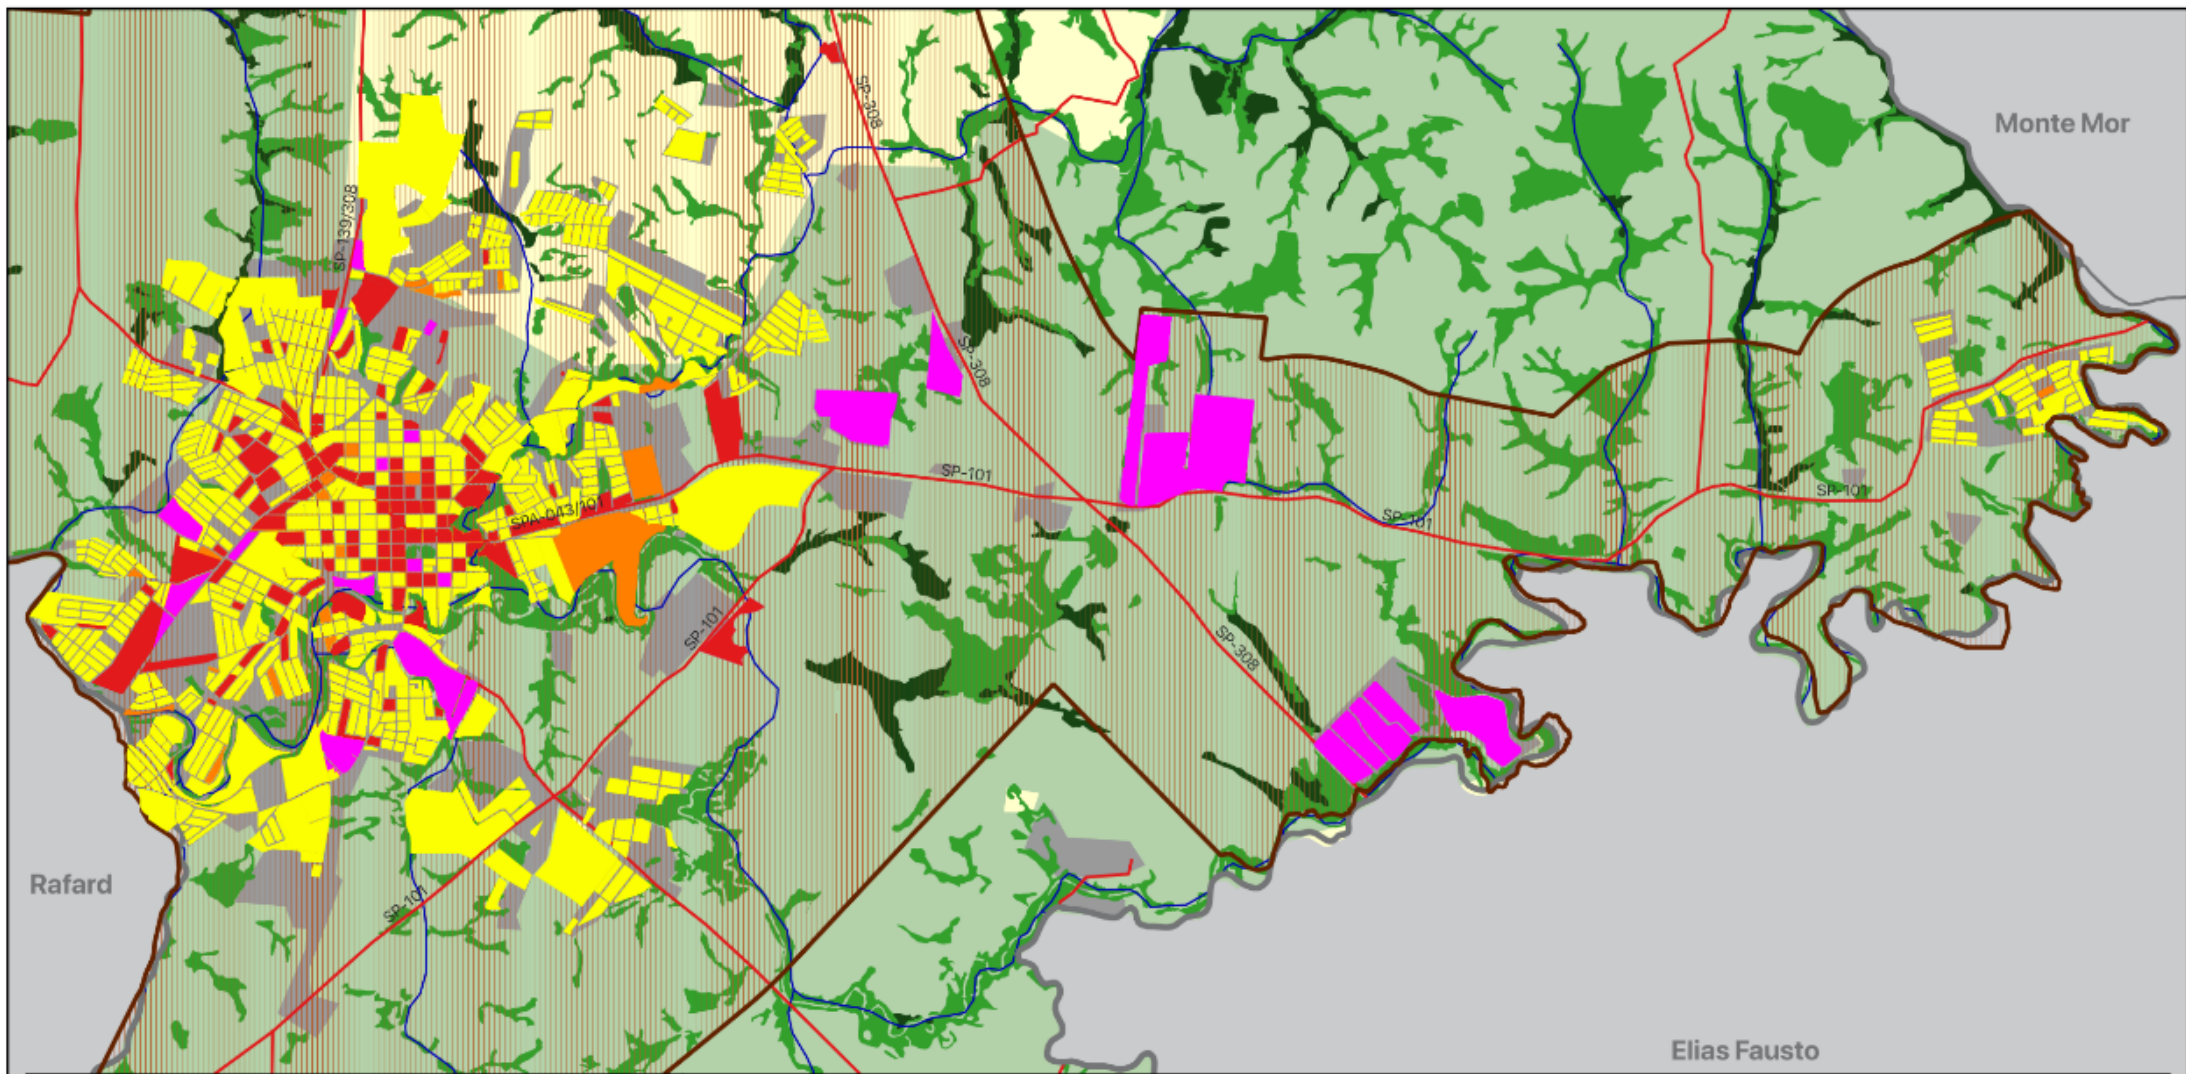 SP-308
Monte Mor
SP-139/308
SP-308
SP-101
SP-101
SP-101
SPA-043/101
SP-101
SP-308
Rafard
SP-101
Elias Fausto